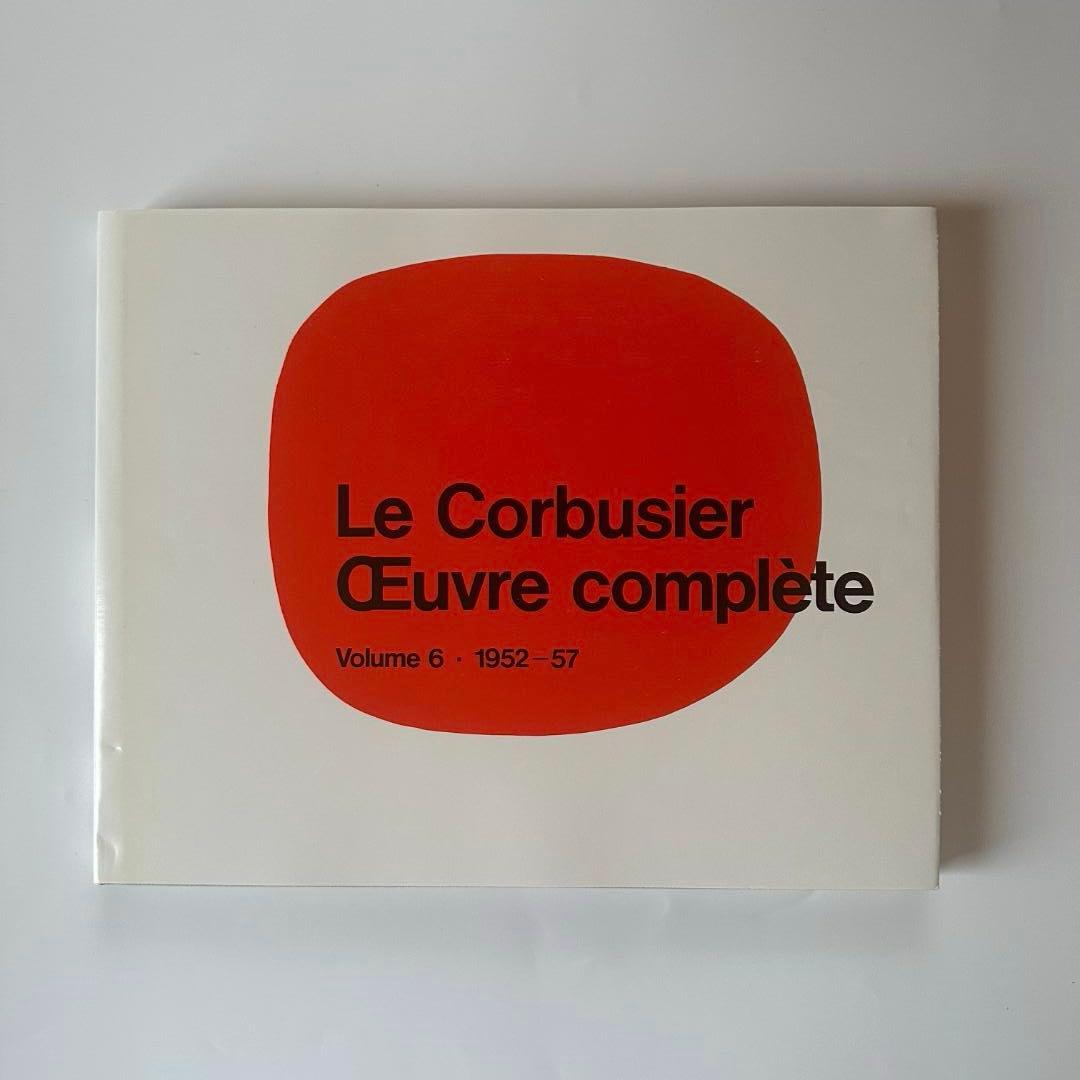 Le Corbusier
Œuvre complète
Volume 6 · 1952–57